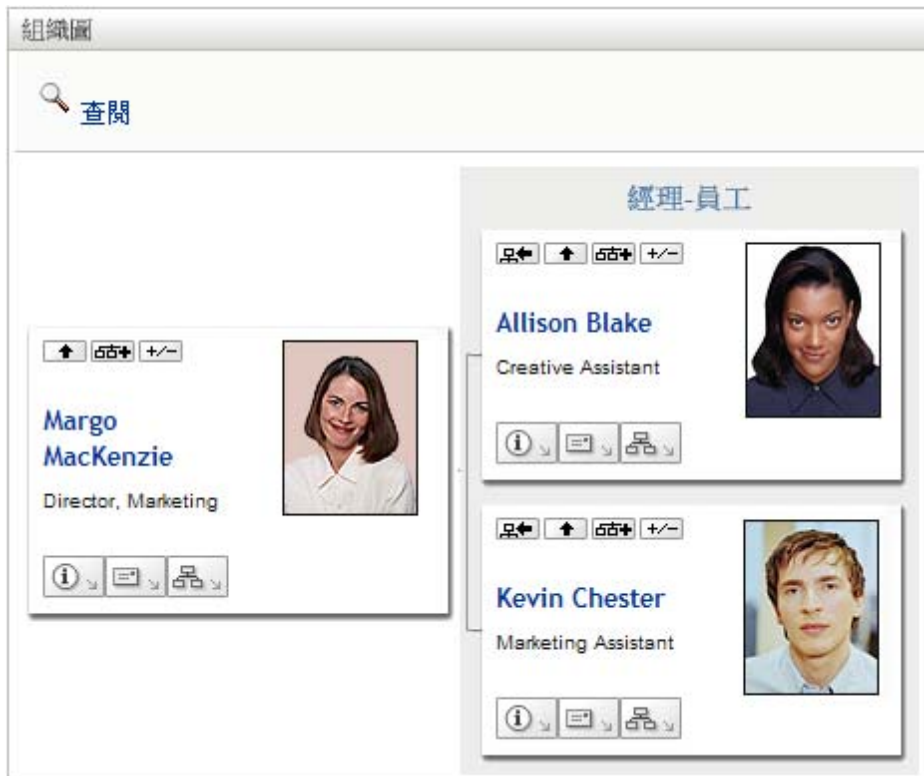 組織圖
查閱
經理-員工
Margo
MacKenzie
Director, Marketing
Allison Blake
Creative Assistant
Kevin Chester
Marketing Assistant